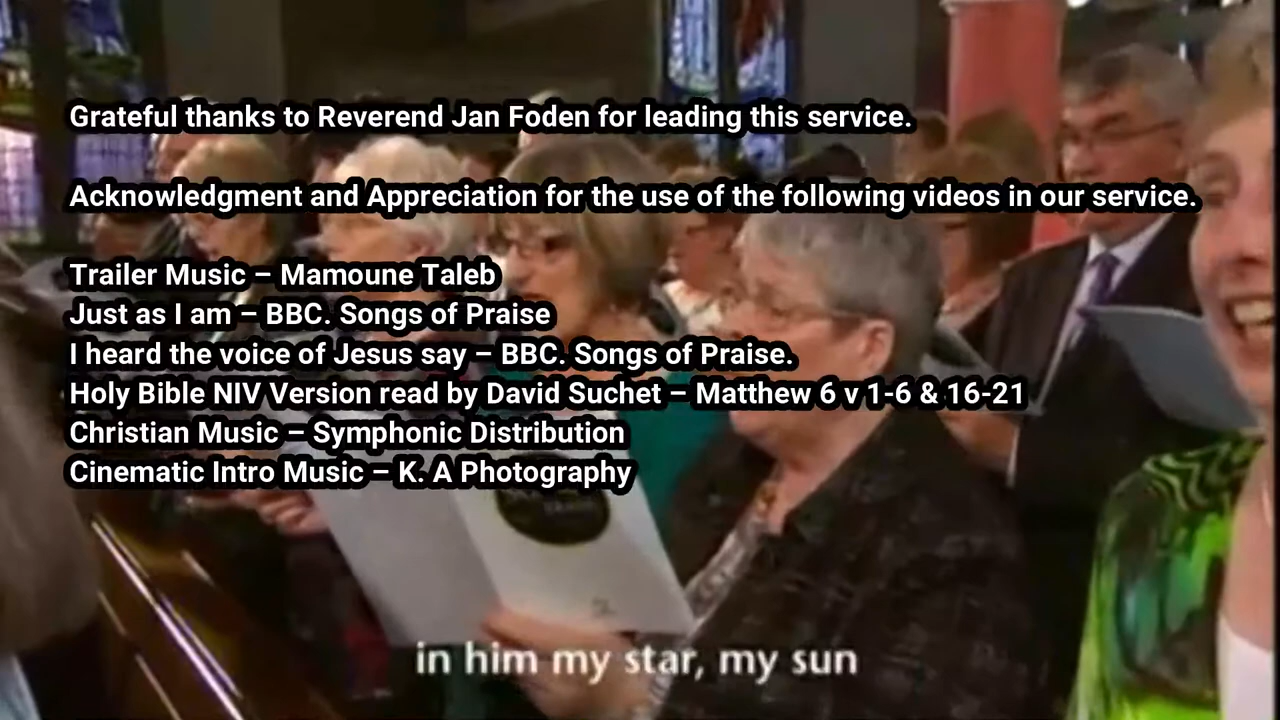 Grateful thanks to Reverend Jan Foden for leading this service.
Acknowledgment and Appreciation for the use of the following videos in our service.
Trailer Music – Mamoune Taleb
Just as I am – BBC. Songs of Praise
I heard the voice of Jesus say – BBC. Songs of Praise.
Holy Bible NIV Version read by David Suchet – Matthew 6 v 1-6 & 16-21
Christian Music – Symphonic Distribution
Cinematic Intro Music – K. A Photography
in him my star, my sun